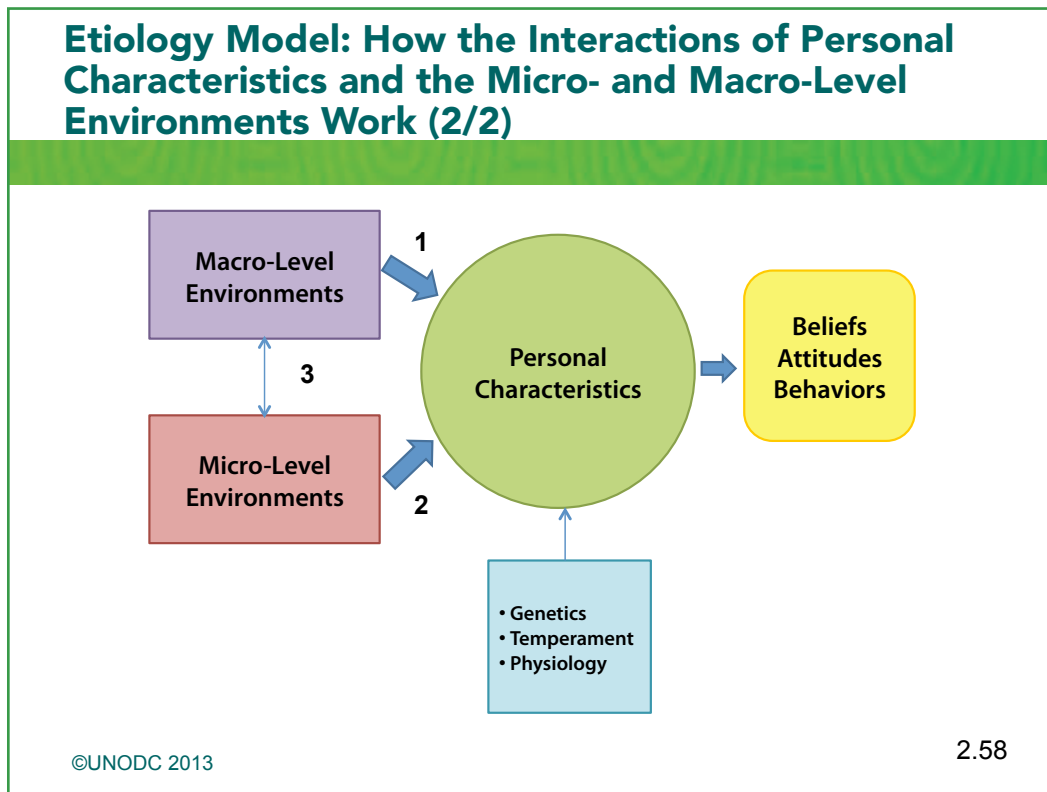 Etiology Model: How the Interactions of Personal
Characteristics and the Micro- and Macro-Level
Environments Work (2/2)
Macro-Level
Environments
1
3
Micro-Level
Environments
2
Personal
Characteristics
Beliefs
Attitudes
Behaviors
• Genetics
• Temperament
• Physiology
©UNODC 2013
2.58